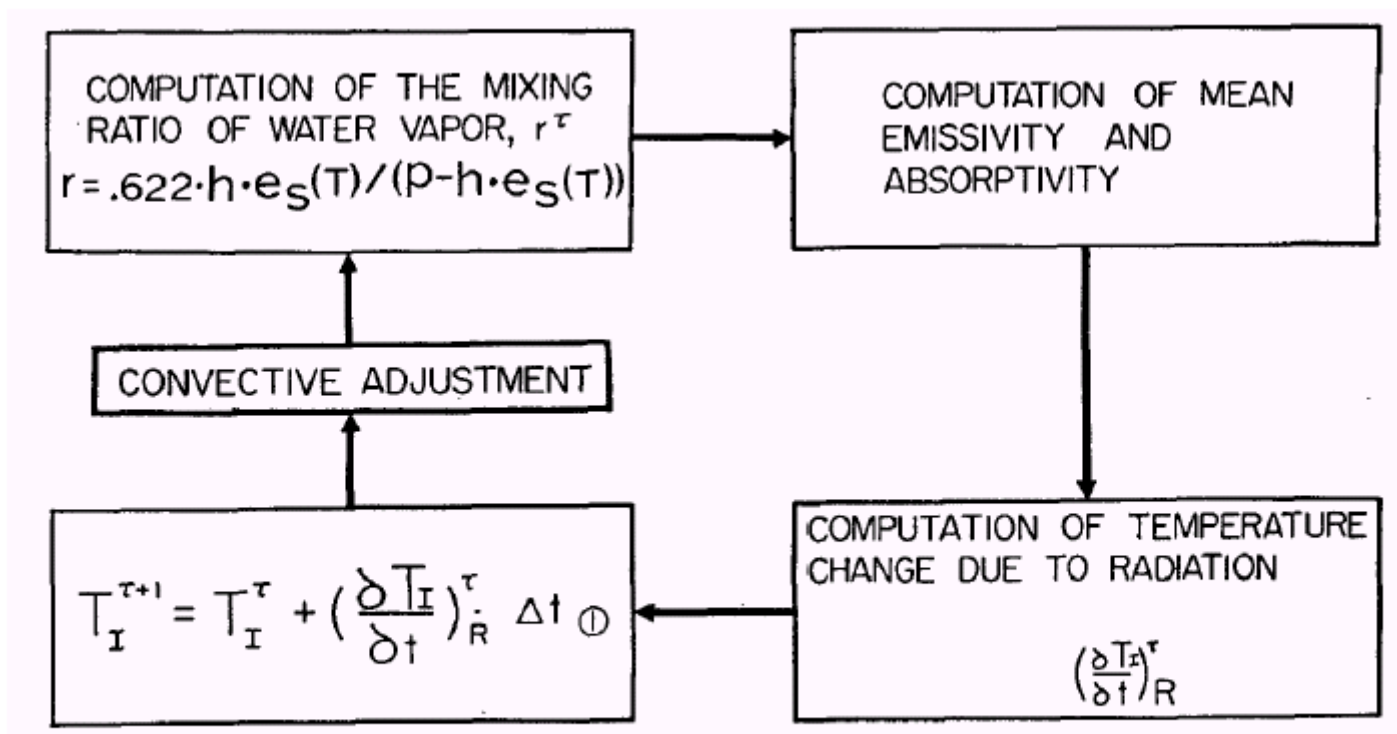 COMPUTATION OF THE MIXING
RATIO OF WATER VAPOR, r^τ
r=.622·h·e_S(T)/(P-h·e_S(T))
COMPUTATION OF MEAN
EMISSIVITY AND
ABSORPTIVITY
COMPUTATION OF TEMPERATURE
CHANGE DUE TO RADIATION
(∂T_I/∂t)^τ_R
T_I^{τ+1} = T_I^τ + (∂T_I/∂t)^τ_R Δt ①
CONVECTIVE ADJUSTMENT